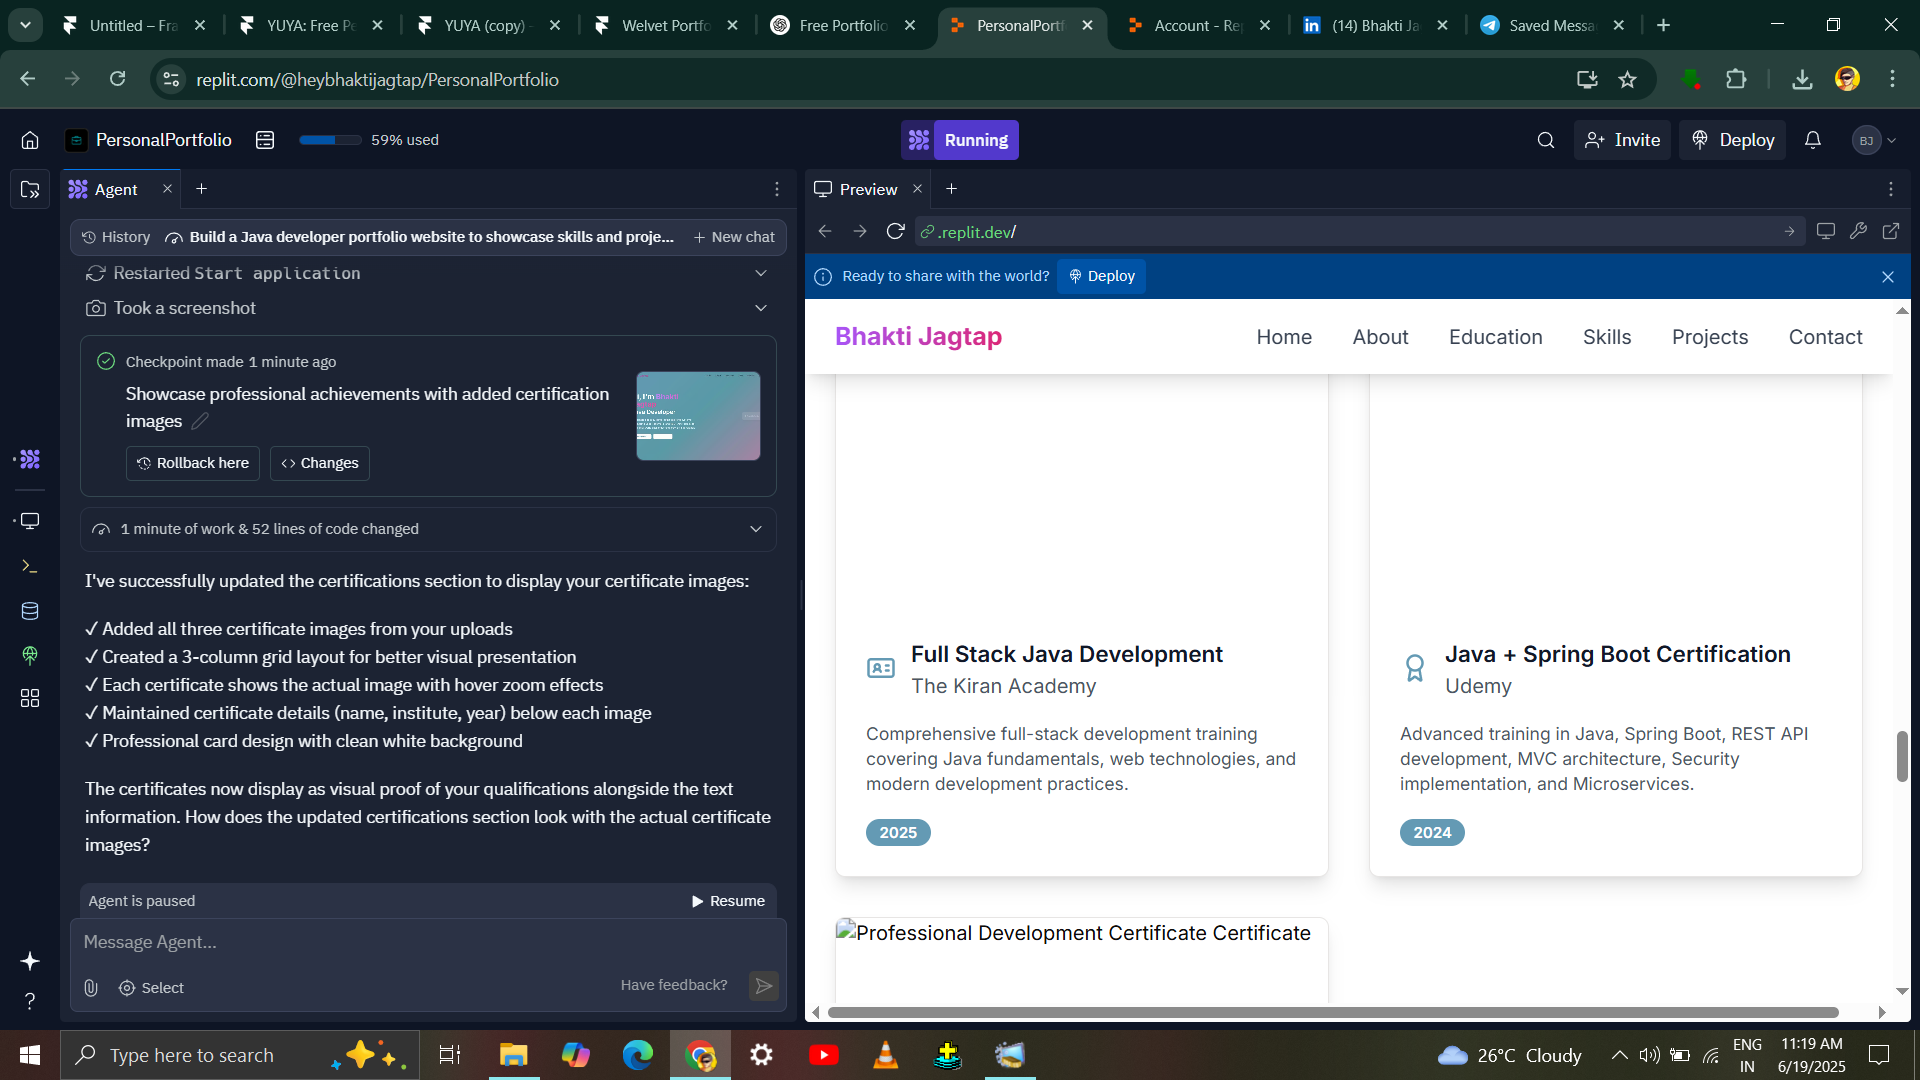 Untitled – Fra
YUYA: Free Pe
YUYA (copy) –
Welvet Portfo
Free Portfolio
PersonalPortf
Account - Rep
(14) Bhakti Ja
Saved Messa
replit.com/@heybhaktijagtap/PersonalPortfolio
PersonalPortfolio
59% used
Running
Invite
Deploy
BJ
Agent
Preview
History
Build a Java developer portfolio website to showcase skills and proje...
New chat
.replit.dev/
Restarted Start application
Took a screenshot
Ready to share with the world?
Deploy
Checkpoint made 1 minute ago
Showcase professional achievements with added certification
images
Rollback here
Changes
1 minute of work & 52 lines of code changed
I've successfully updated the certifications section to display your certificate images:
✓ Added all three certificate images from your uploads
✓ Created a 3-column grid layout for better visual presentation
✓ Each certificate shows the actual image with hover zoom effects
✓ Maintained certificate details (name, institute, year) below each image
✓ Professional card design with clean white background
The certificates now display as visual proof of your qualifications alongside the text
information. How does the updated certifications section look with the actual certificate
images?
Agent is paused
Resume
Message Agent...
Select
Have feedback?
Bhakti Jagtap
Home
About
Education
Skills
Projects
Contact
Full Stack Java Development
The Kiran Academy
Comprehensive full-stack development training
covering Java fundamentals, web technologies, and
modern development practices.
2025
Java + Spring Boot Certification
Udemy
Advanced training in Java, Spring Boot, REST API
development, MVC architecture, Security
implementation, and Microservices.
2024
Professional Development Certificate Certificate
Type here to search
26°C Cloudy
ENG
IN
11:19 AM
6/19/2025